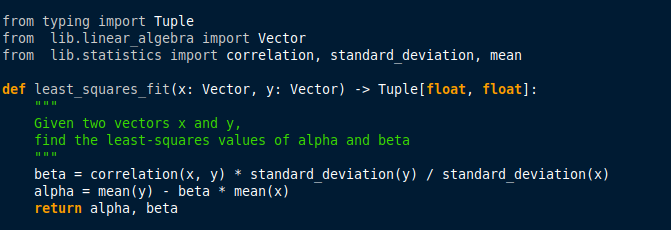 from typing import Tuple
from  lib.linear_algebra import Vector
from  lib.statistics import correlation, standard_deviation, mean
def least_squares_fit(x: Vector, y: Vector) -> Tuple[float, float]:
    """
    Given two vectors x and y,
    find the least-squares values of alpha and beta
    """
    beta = correlation(x, y) * standard_deviation(y) / standard_deviation(x)
    alpha = mean(y) - beta * mean(x)
    return alpha, beta